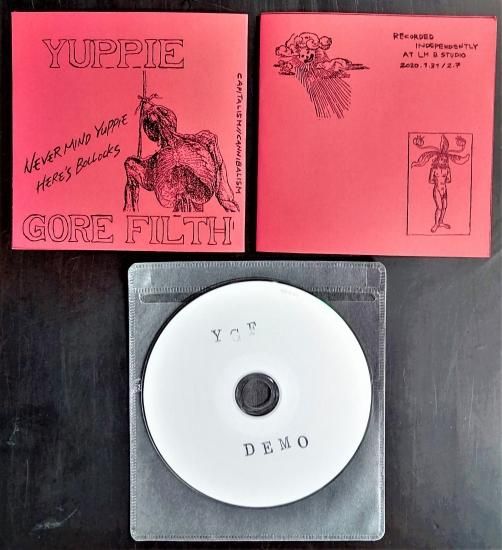 YUPPIE
NEVER MIND YUPPIE
HERE'S BOLLOCKS
CAPITALISM//CANNIBALISM
GORE FILTH
RECORDED
INDEPENDENTLY
AT LM B STUDIO
2020.1.31/2.7
YGF
DEMO